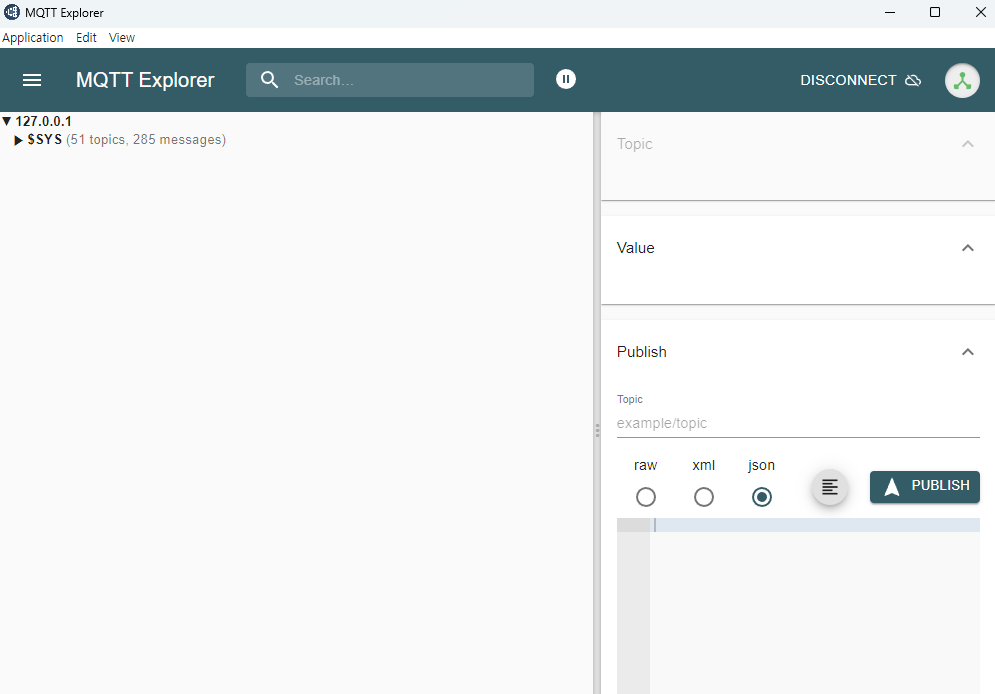 MQTT Explorer
Application Edit View
MQTT Explorer Search... DISCONNECT
▼ 127.0.0.1
▶ $SYS (51 topics, 285 messages)
Topic
Value
Publish
Topic
example/topic
raw xml json
PUBLISH